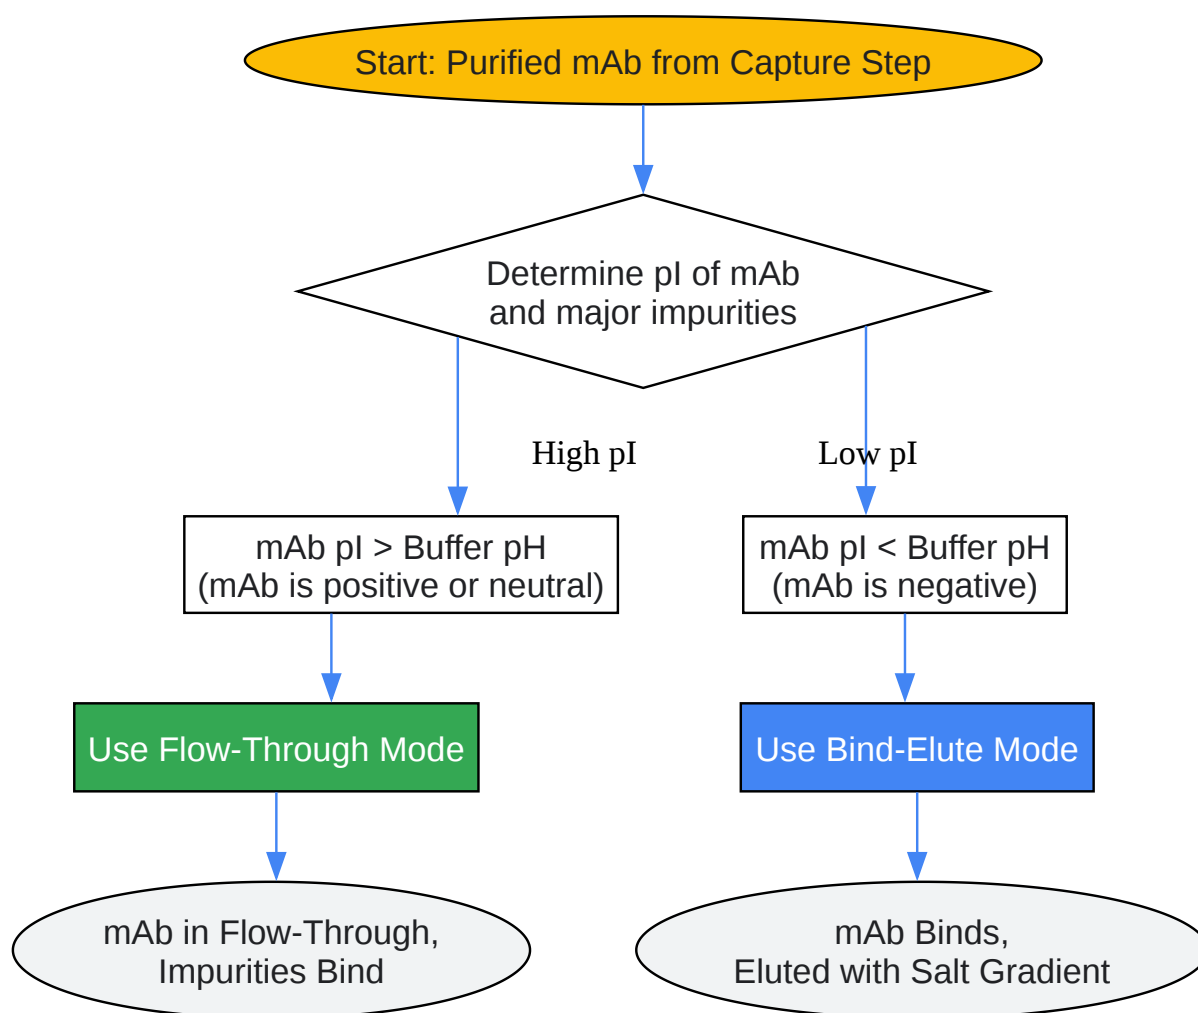 Start: Purified mAb from Capture Step
Determine pI of mAb
and major impurities
High pI
Low pI
mAb pI > Buffer pH
(mAb is positive or neutral)
mAb pI < Buffer pH
(mAb is negative)
Use Flow-Through Mode
Use Bind-Elute Mode
mAb in Flow-Through,
Impurities Bind
mAb Binds,
Eluted with Salt Gradient